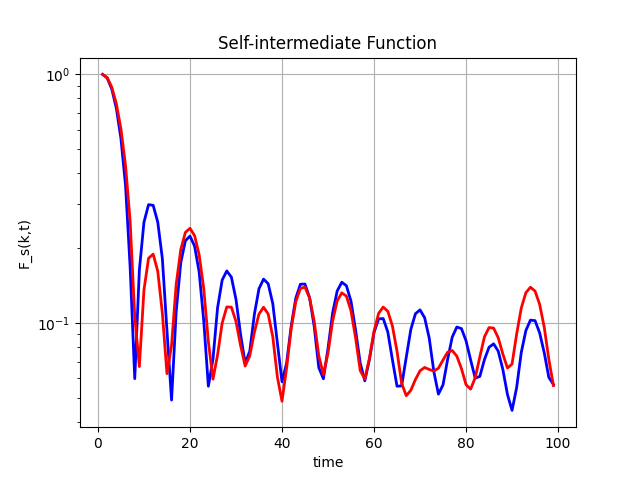 Self-intermediate Function
F_s(k,t)
10⁰
10⁻¹
0 20 40 60 80 100
time